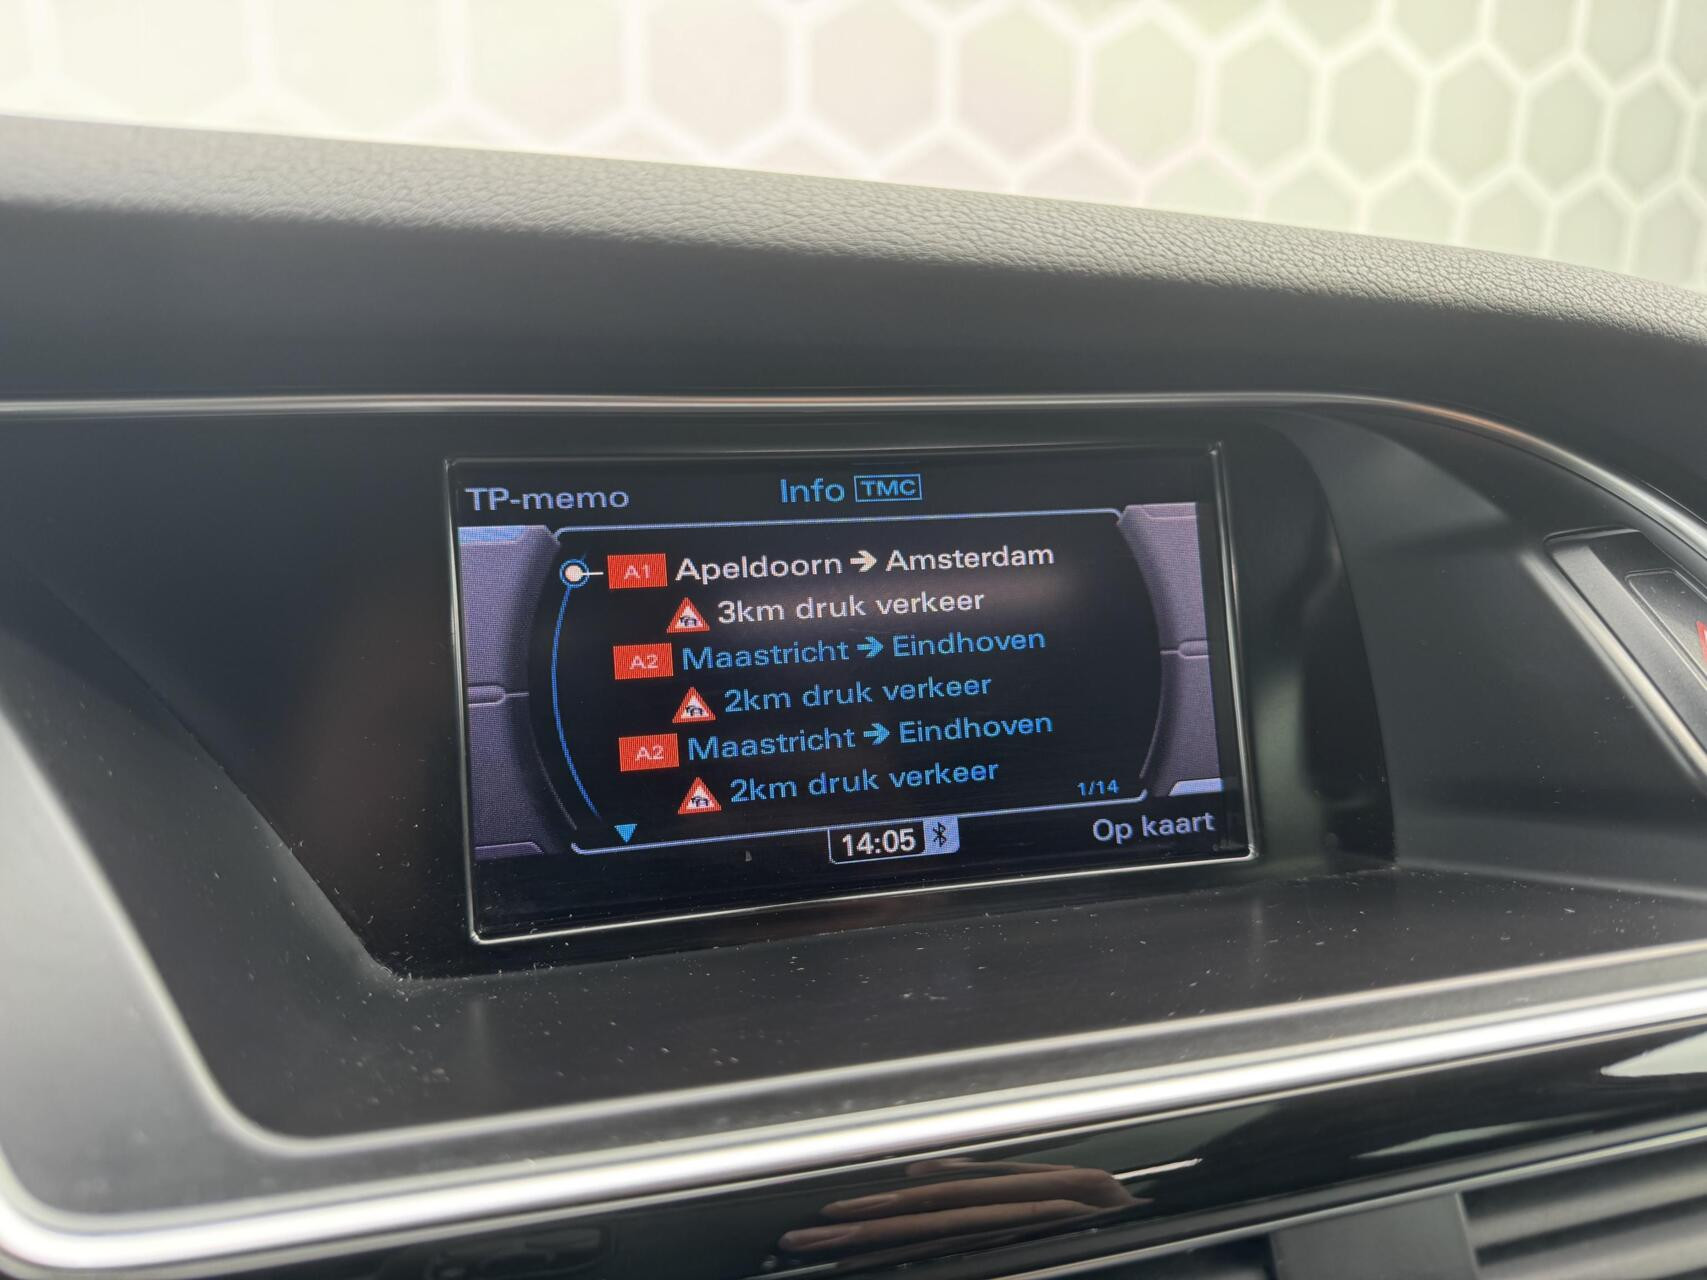 TP-memo Info TMC
A1 Apeldoorn → Amsterdam
3km druk verkeer
A2 Maastricht → Eindhoven
2km druk verkeer
A2 Maastricht → Eindhoven
2km druk verkeer
1/14
14:05
Op kaart